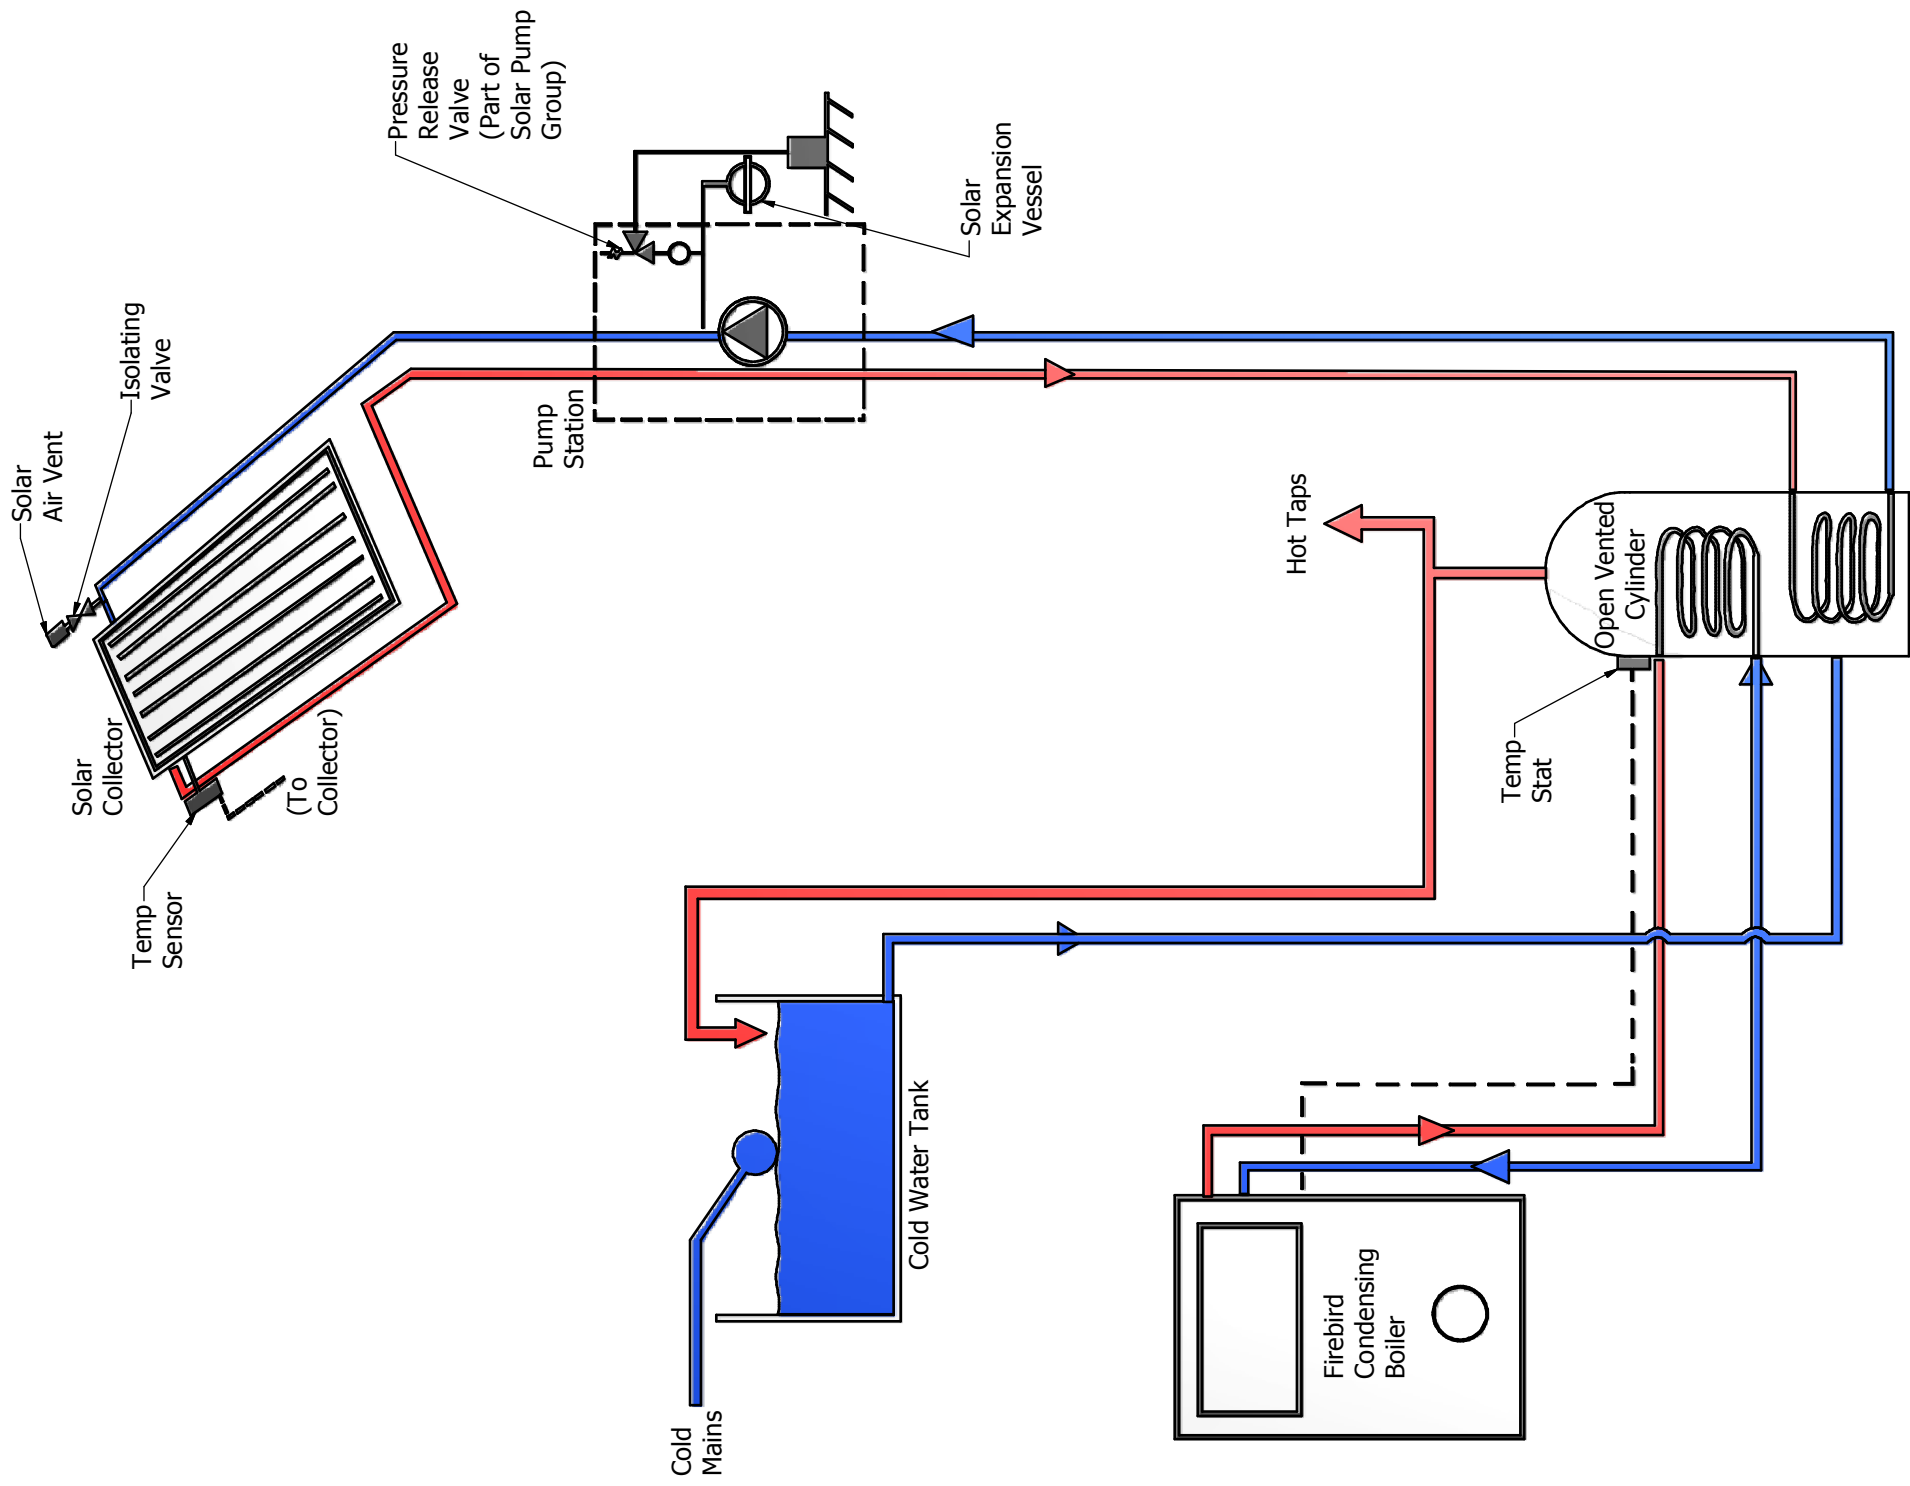 Solar
Air Vent
Isolating
Valve
Pressure
Release
Valve
(Part of
Solar Pump
Group)
Solar
Collector
Temp
Sensor
(To
Collector)
Pump
Station
Solar
Expansion
Vessel
Cold
Mains
Cold Water Tank
Hot Taps
Open Vented
Cylinder
Temp
Stat
Firebird
Condensing
Boiler